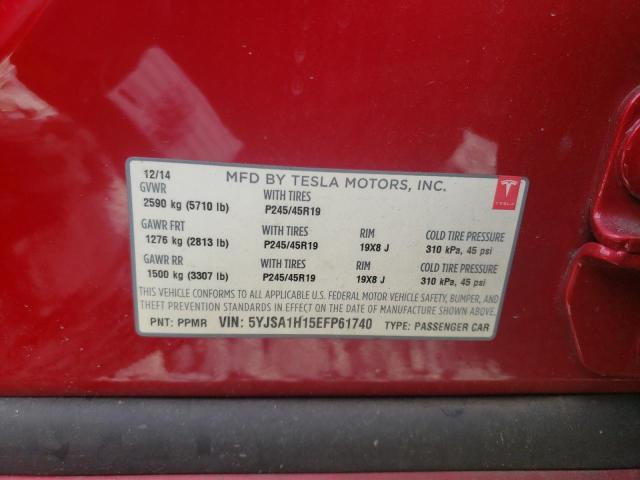 12/14 MFD BY TESLA MOTORS, INC.
GVWR WITH TIRES
2590 kg (5710 lb) P245/45R19
TESLA
GAWR FRT WITH TIRES RIM COLD TIRE PRESSURE
1276 kg (2813 lb) P245/45R19 19X8 J 310 kPa, 45 psi
GAWR RR WITH TIRES RIM COLD TIRE PRESSURE
1500 kg (3307 lb) P245/45R19 19X8 J 310 kPa, 45 psi
THIS VEHICLE CONFORMS TO ALL APPLICABLE U.S. FEDERAL MOTOR VEHICLE SAFETY, BUMPER, AND
THEFT PREVENTION STANDARDS IN EFFECT ON THE DATE OF MANUFACTURE SHOWN ABOVE.
PNT: PPMR VIN: 5YJSA1H15EFP61740 TYPE: PASSENGER CAR